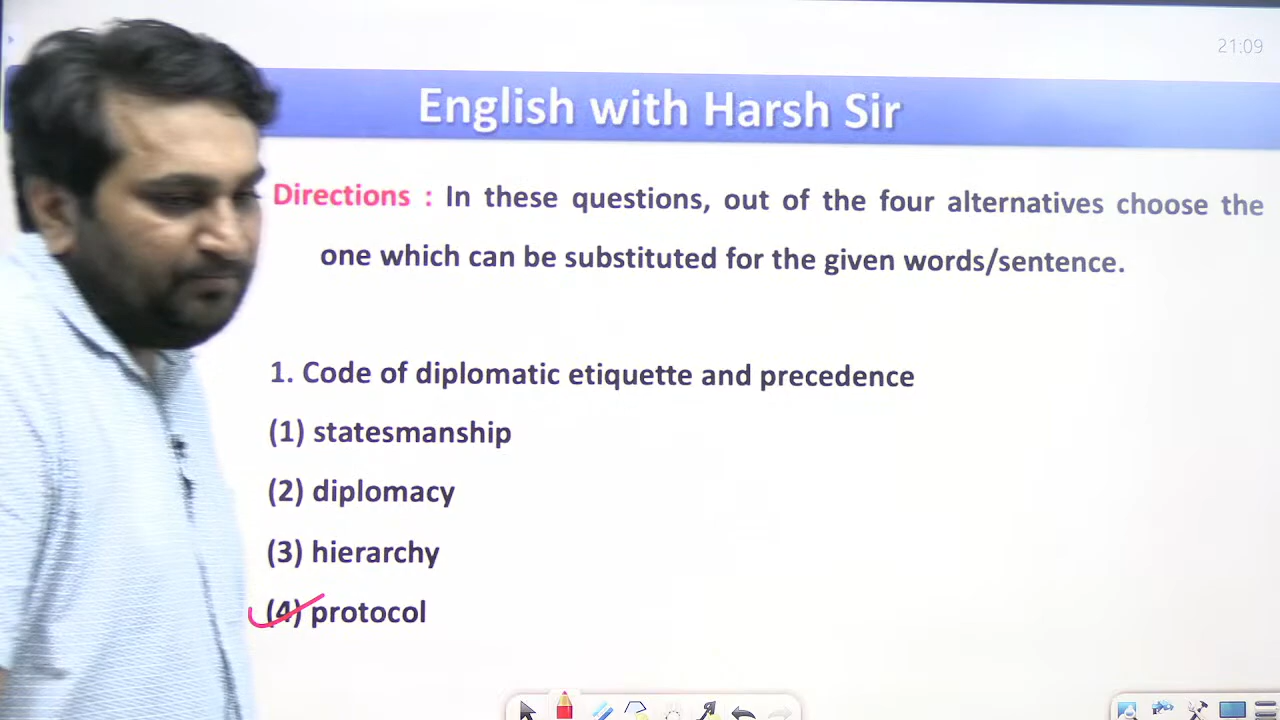 21:09
English with Harsh Sir
Directions : In these questions, out of the four alternatives choose the
one which can be substituted for the given words/sentence.
1. Code of diplomatic etiquette and precedence
(1) statesmanship
(2) diplomacy
(3) hierarchy
(4) protocol